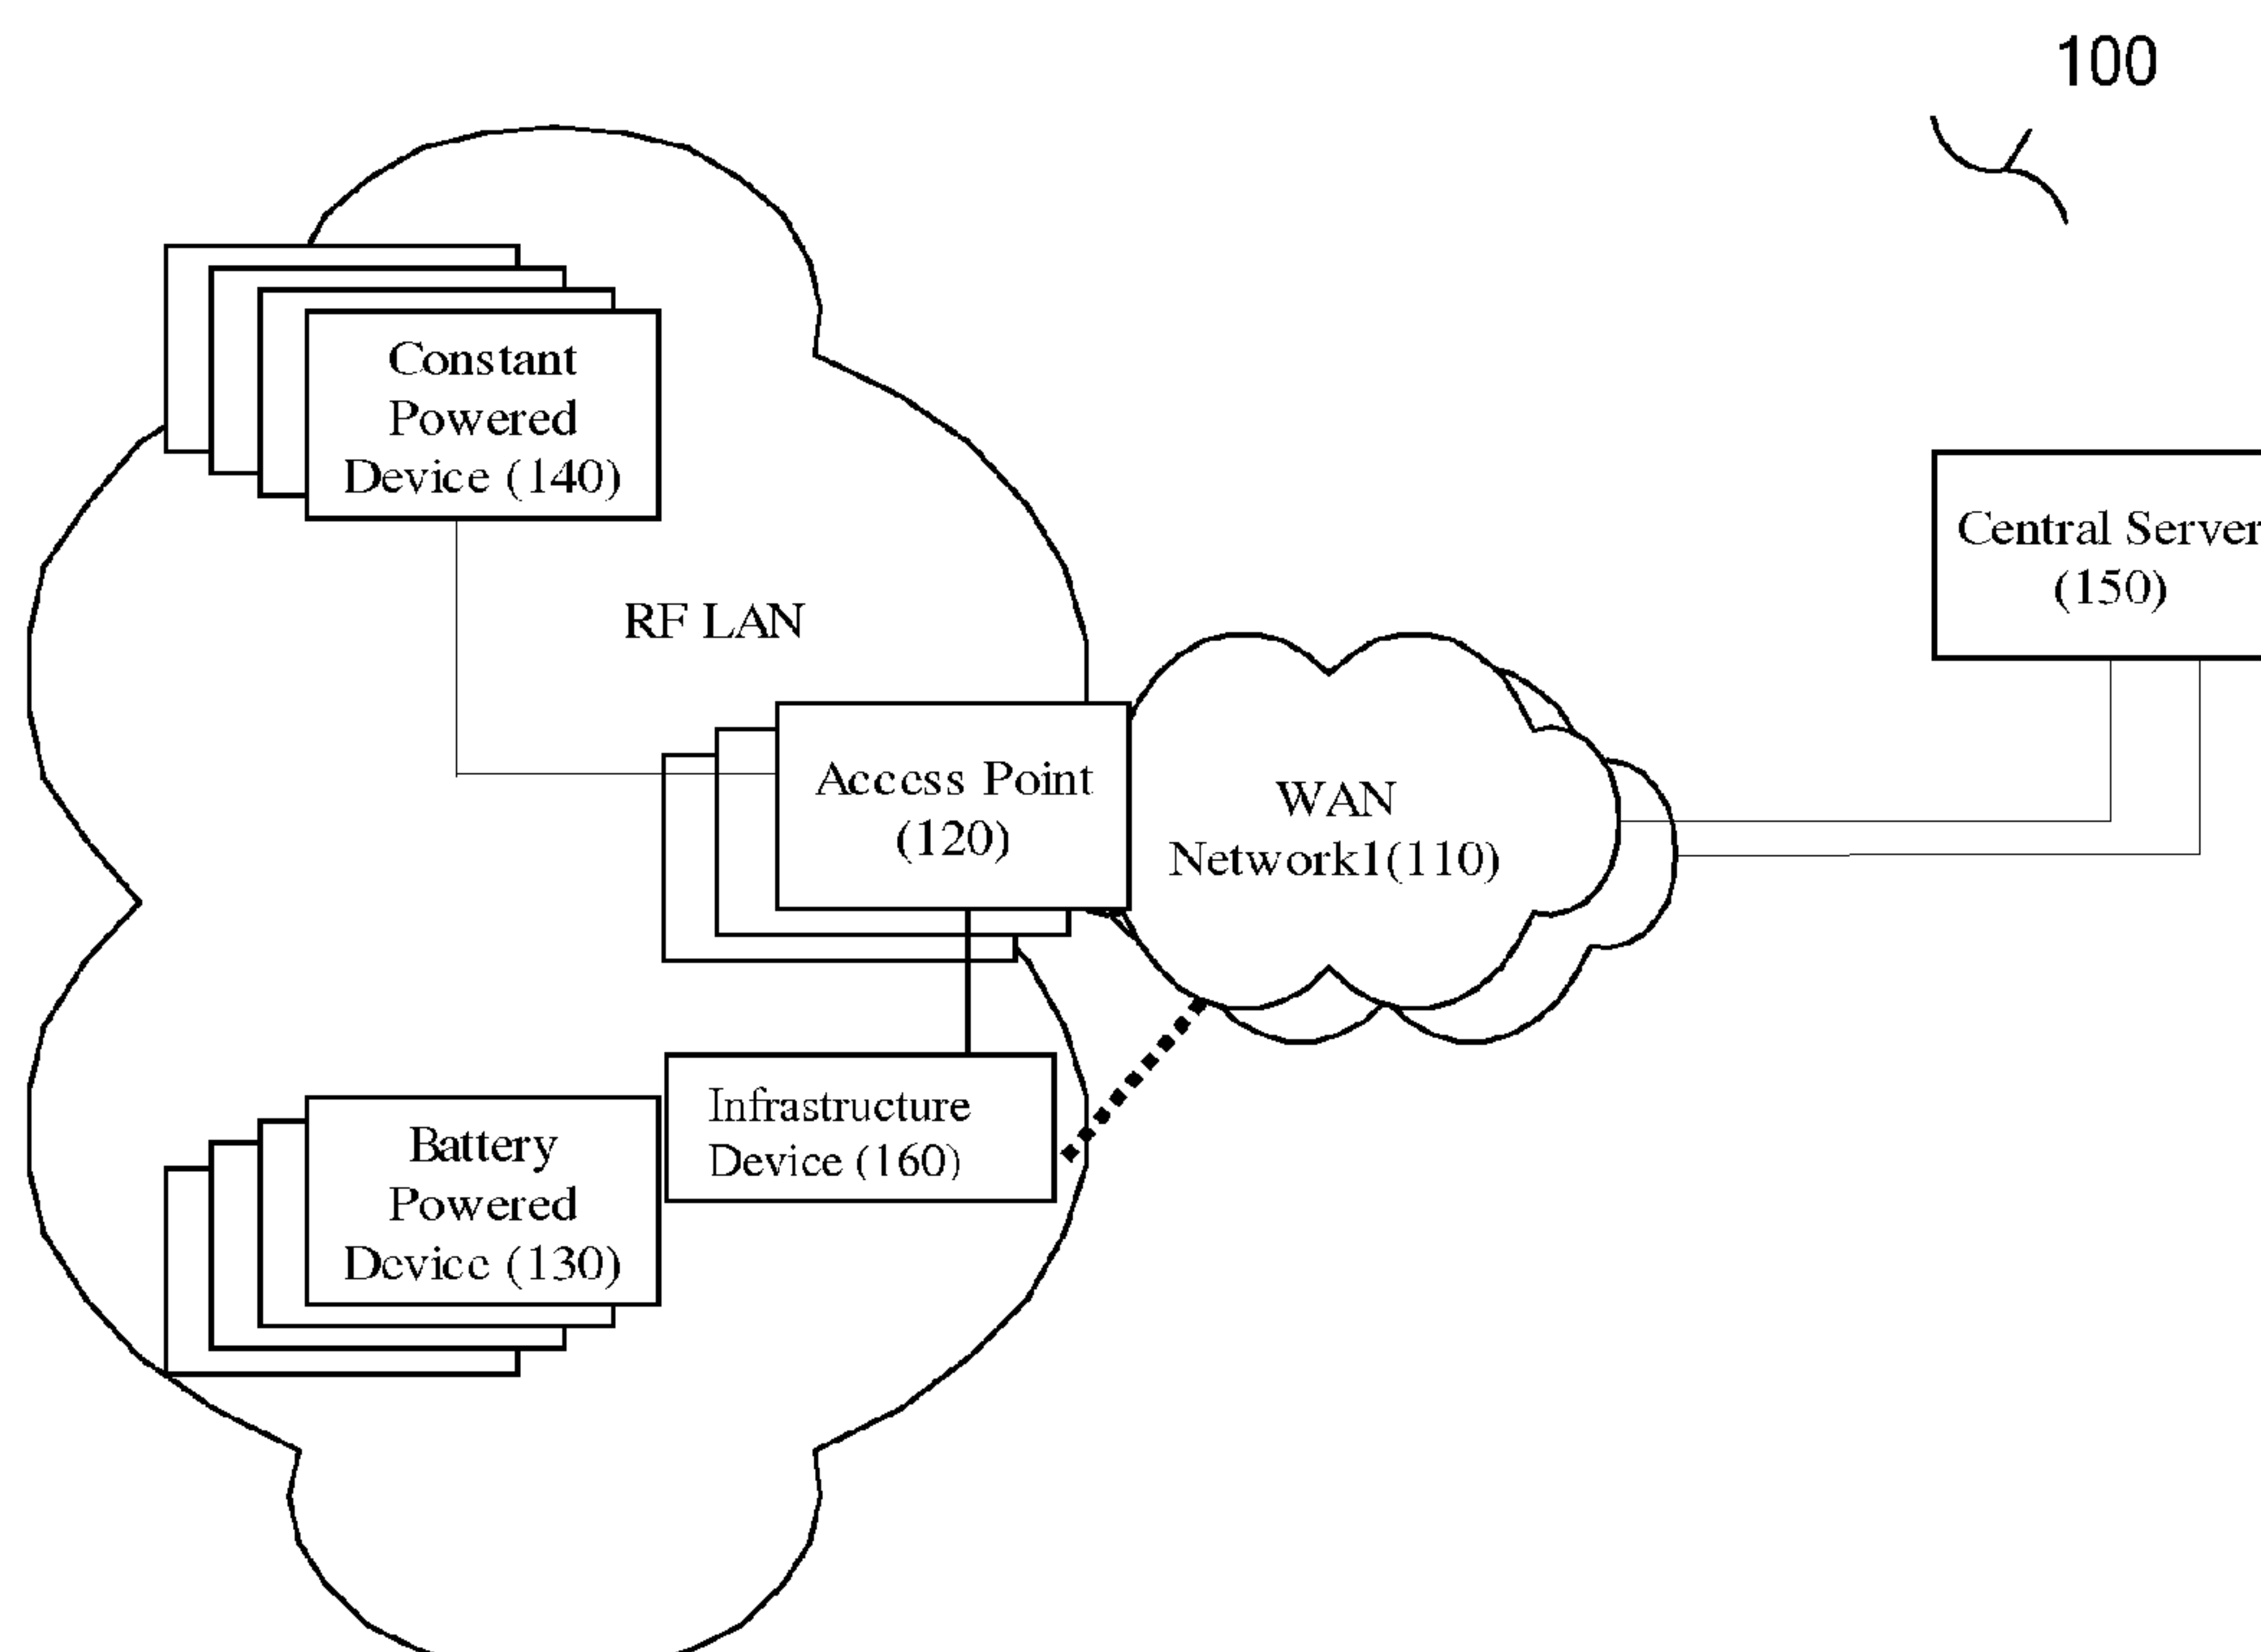 100
Constant
Powered
Device (140)
Central Server
(150)
RF LAN
Access Point
(120)
WAN
Network1(110)
Infrastructure
Device (160)
Battery
Powered
Device (130)